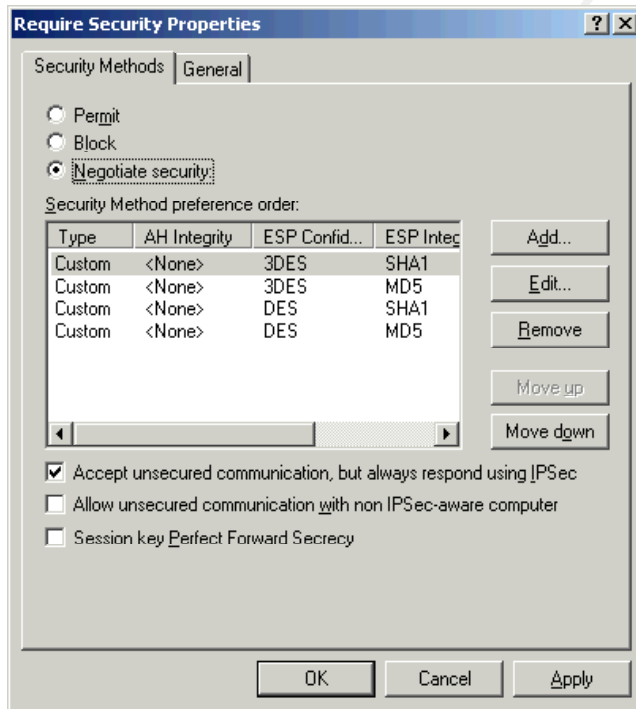 Require Security Properties
Security Methods General
Permit
Block
Negotiate security:
Security Method preference order:
Type AH Integrity ESP Confid... ESP Integ
Custom <None> 3DES SHA1
Custom <None> 3DES MD5
Custom <None> DES SHA1
Custom <None> DES MD5
Add...
Edit...
Remove
Move up
Move down
Accept unsecured communication, but always respond using IPSec
Allow unsecured communication with non IPSec-aware computer
Session key Perfect Forward Secrecy
OK Cancel Apply